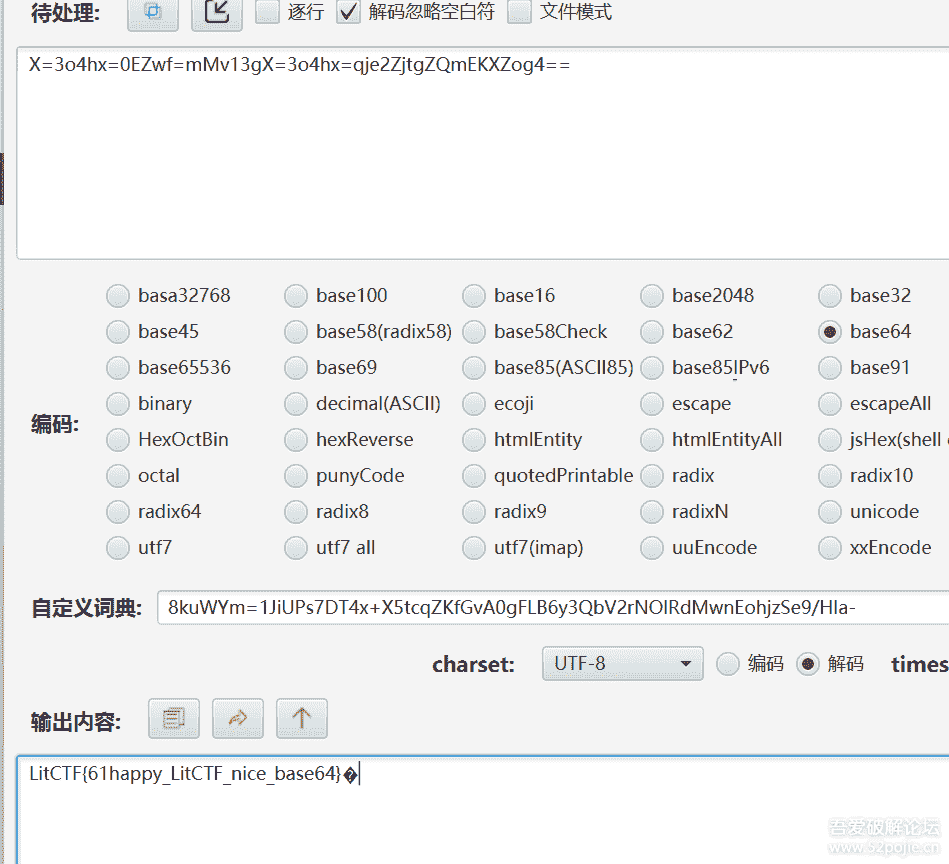 待处理: 逐行 解码忽略空白符 文件模式
X=3o4hx=0EZwf=mMv13gX=3o4hx=qje2ZjtgZQmEKXZog4==
basa32768 base100 base16 base2048 base32
base45 base58(radix58) base58Check base62 base64
base65536 base69 base85(ASCII85) base85IPv6 base91
binary decimal(ASCII) ecoji escape escapeAll
编码:
HexOctBin hexReverse htmlEntity htmlEntityAll jsHex(shell
octal punyCode quotedPrintable radix radix10
radix64 radix8 radix9 radixN unicode
utf7 utf7 all utf7(imap) uuEncode xxEncode
自定义词典: 8kuWYm=1JiUPs7DT4x+X5tcqZKfGvA0gFLB6y3QbV2rNOlRdMwnEohjzSe9/HIa-
charset: UTF-8 编码 解码 times
输出内容:
LitCTF{61happy_LitCTF_nice_base64}�
吾爱破解论坛
www.52pojie.cn